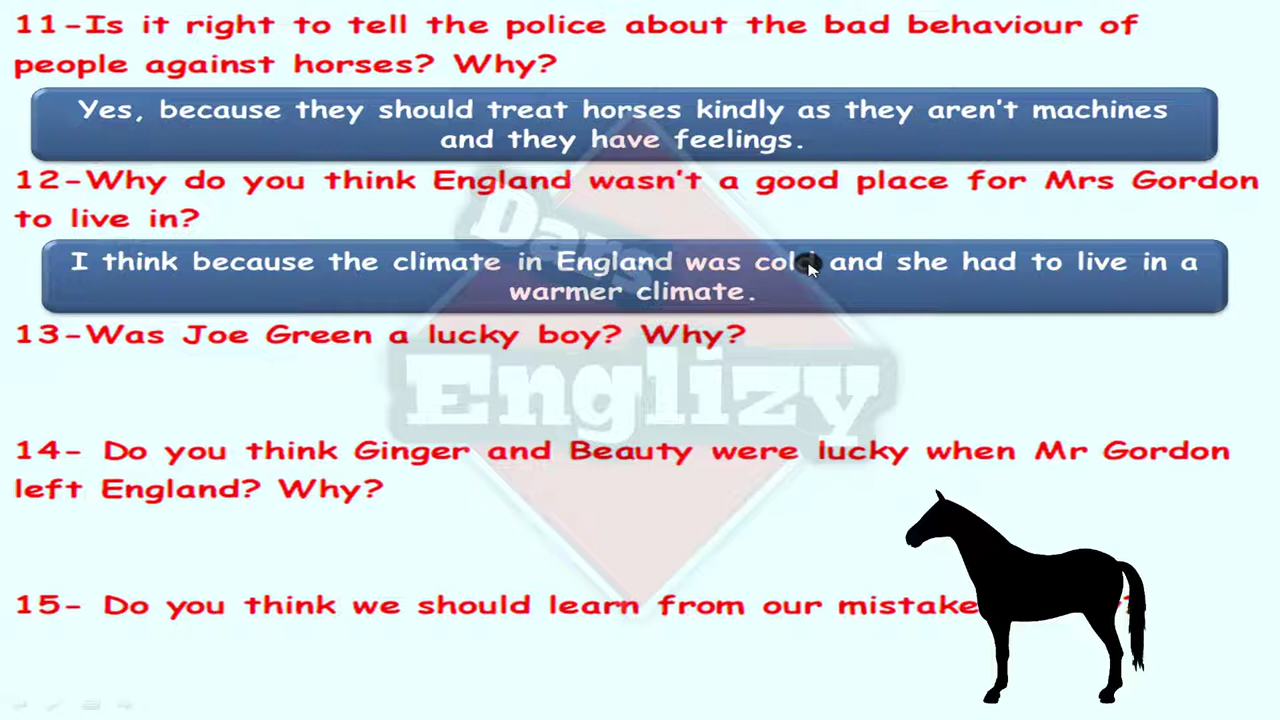 11-Is it right to tell the police about the bad behaviour of
people against horses? Why?
Yes, because they should treat horses kindly as they aren't machines
and they have feelings.
12-Why do you think England wasn't a good place for Mrs Gordon
to live in?
I think because the climate in England was cold and she had to live in a
warmer climate.
13-Was Joe Green a lucky boy? Why?
14- Do you think Ginger and Beauty were lucky when Mr Gordon
left England? Why?
15- Do you think we should learn from our mistake
Dars
Englizy